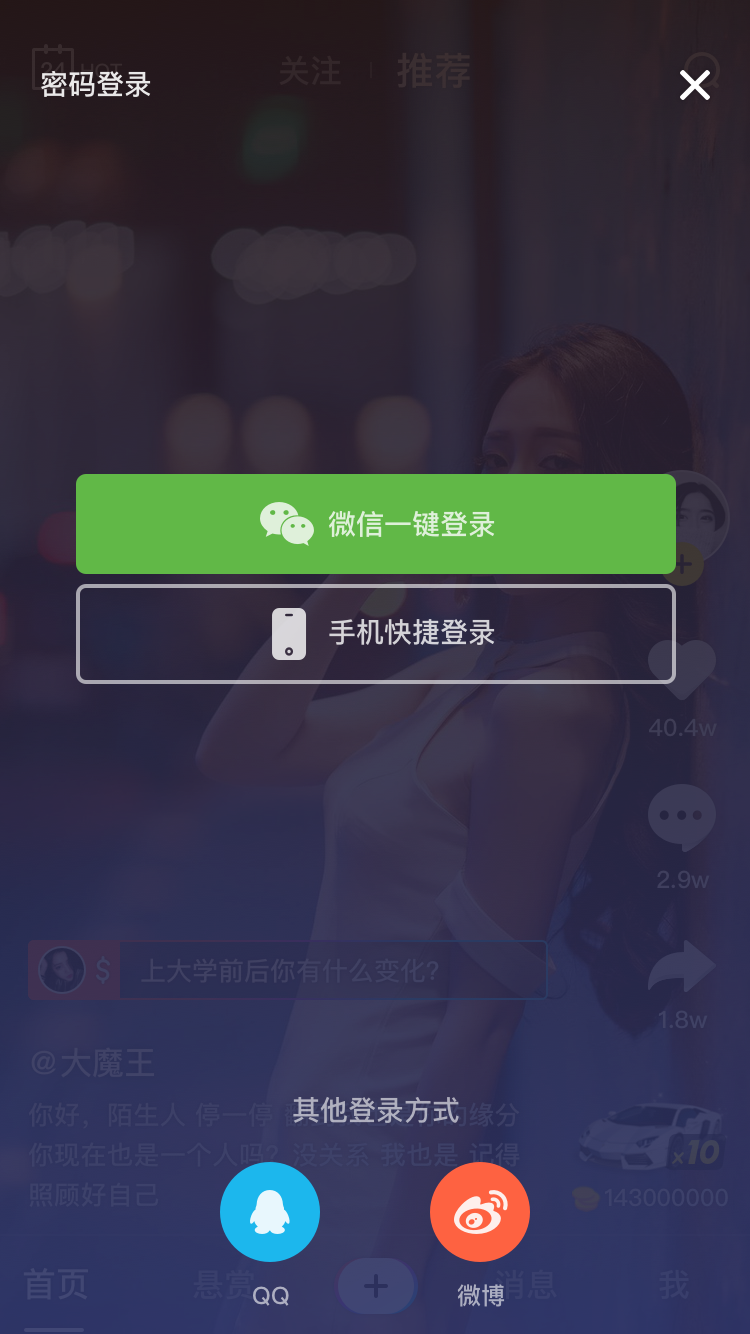 24
HOT
关注
推荐
密码登录
微信一键登录
手机快捷登录
40.4w
2.9w
$
上大学前后你有什么变化?
1.8w
@大魔王
其他登录方式
你好，陌生人 停一停
的缘分
你现在也是一个人吗？没关系 我也是 记得
照顾好自己
x10
143000000
首页
悬赏
消息
我
QQ
微博